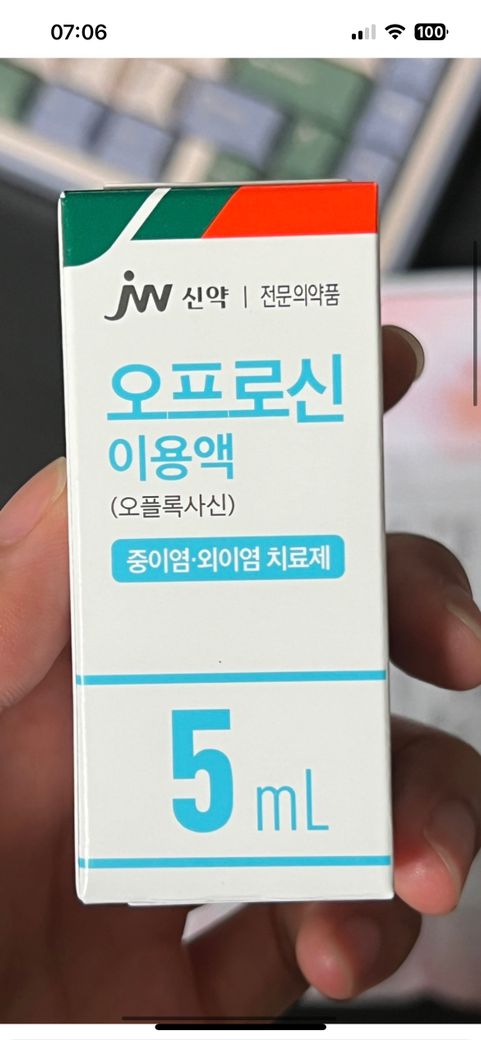 07:06
100
jw 신약 | 전문의약품
오프로신
이용액
(오플록사신)
중이염·외이염 치료제
5 mL